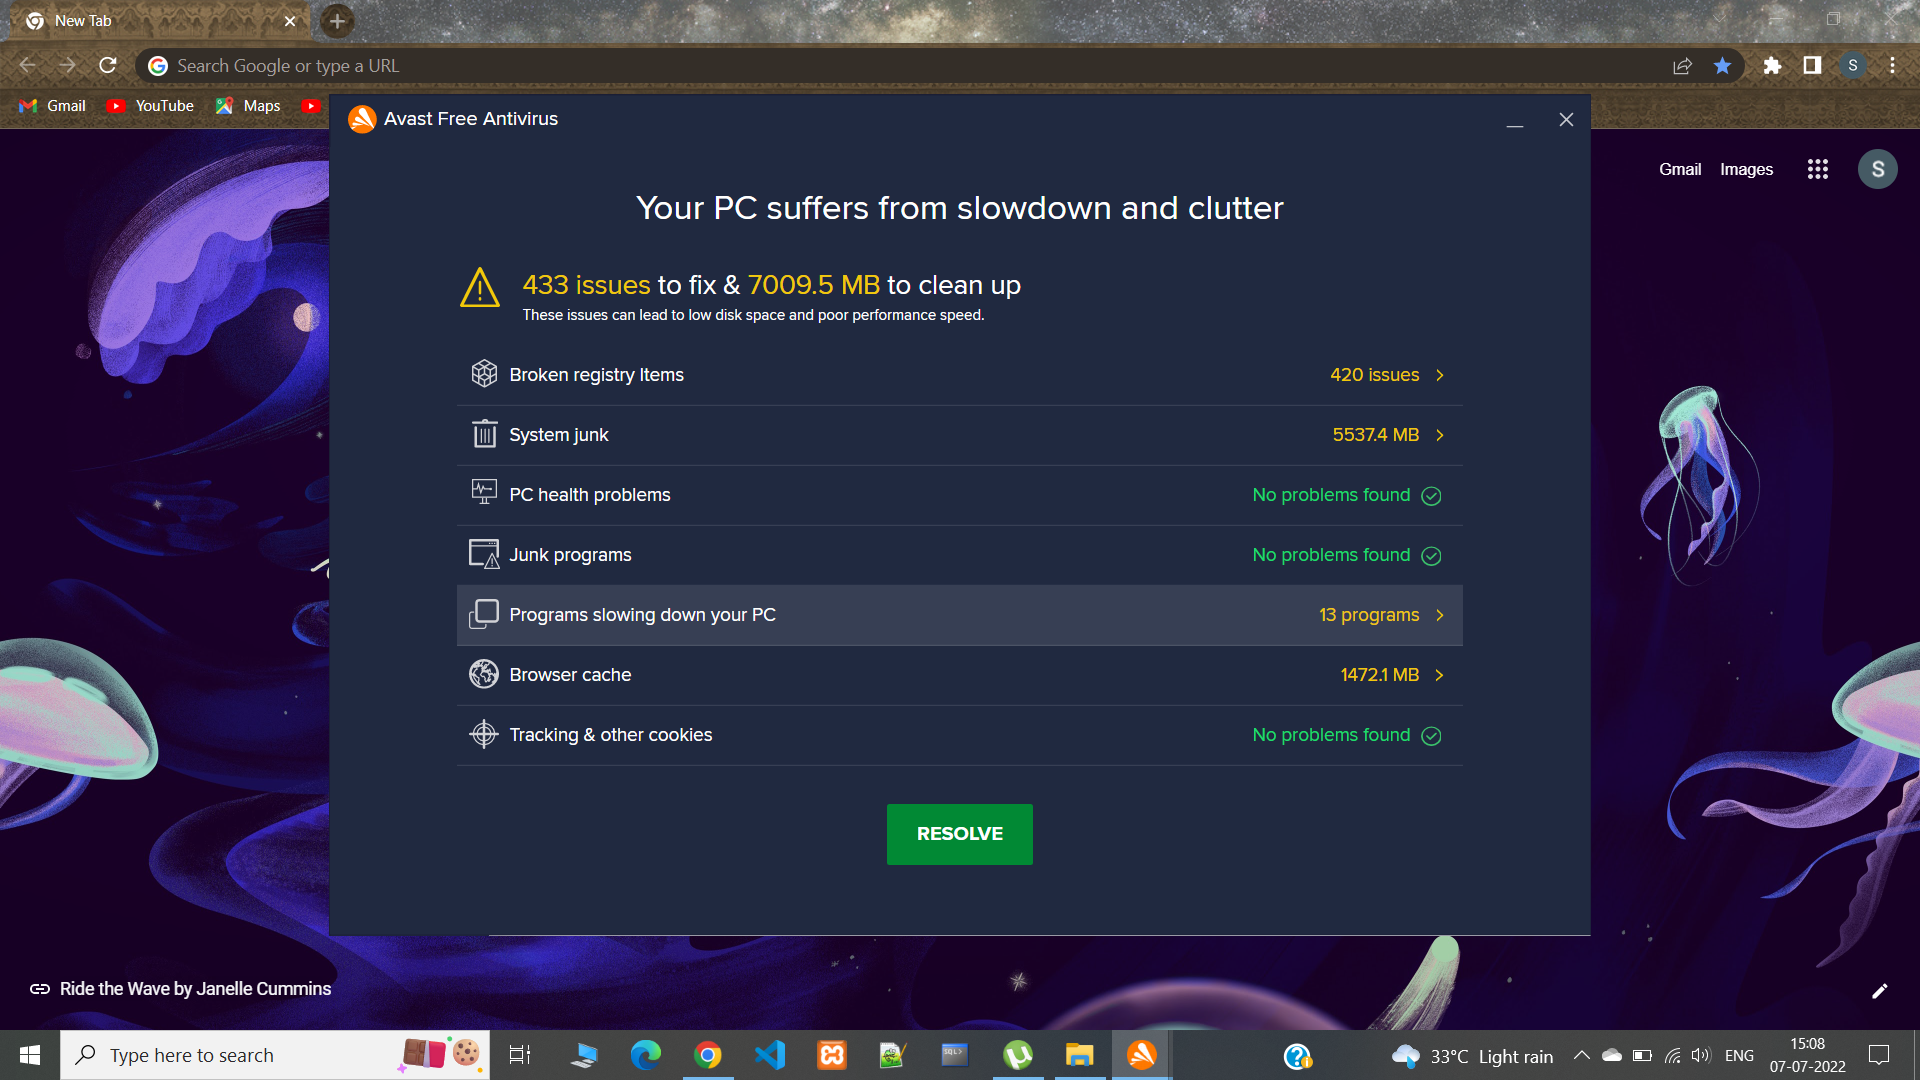 New Tab
Search Google or type a URL
S
Gmail
YouTube
Maps
Avast Free Antivirus
Gmail
Images
S
Your PC suffers from slowdown and clutter
433 issues to fix & 7009.5 MB to clean up
These issues can lead to low disk space and poor performance speed.
Broken registry Items
420 issues
System junk
5537.4 MB
PC health problems
No problems found
Junk programs
No problems found
Programs slowing down your PC
13 programs
Browser cache
1472.1 MB
Tracking & other cookies
No problems found
RESOLVE
Ride the Wave by Janelle Cummins
Type here to search
SQL>
33°C Light rain
ENG
15:08
07-07-2022